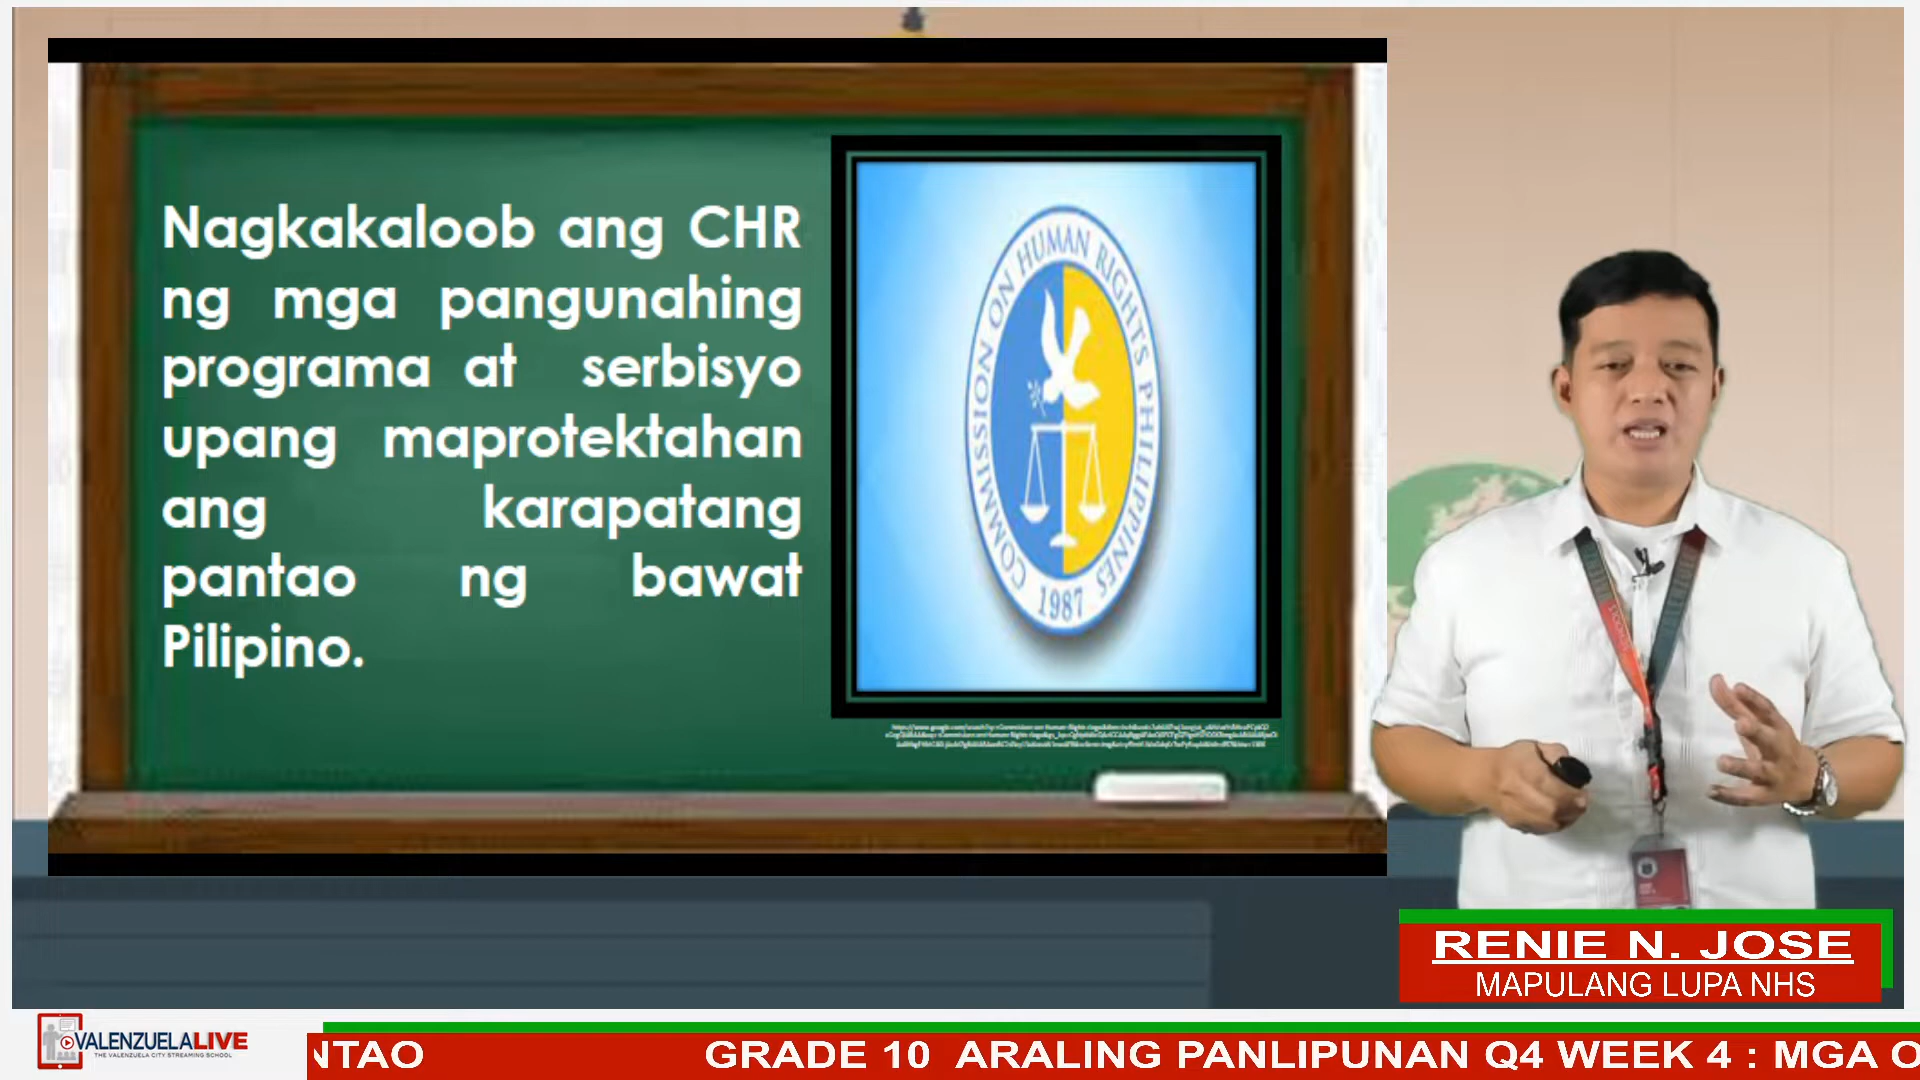 Nagkakaloob ang CHR
ng mga pangunahing
programa at serbisyo
upang maprotektahan
ang karapatang
pantao ng bawat
Pilipino.
COMMISSION ON HUMAN RIGHTS PHILIPPINES
1987
RENIE N. JOSE
MAPULANG LUPA NHS
VALENZUELALIVE
THE VALENZUELA CITY STREAMING SCHOOL
NTAO GRADE 10 ARALING PANLIPUNAN Q4 WEEK 4 : MGA O